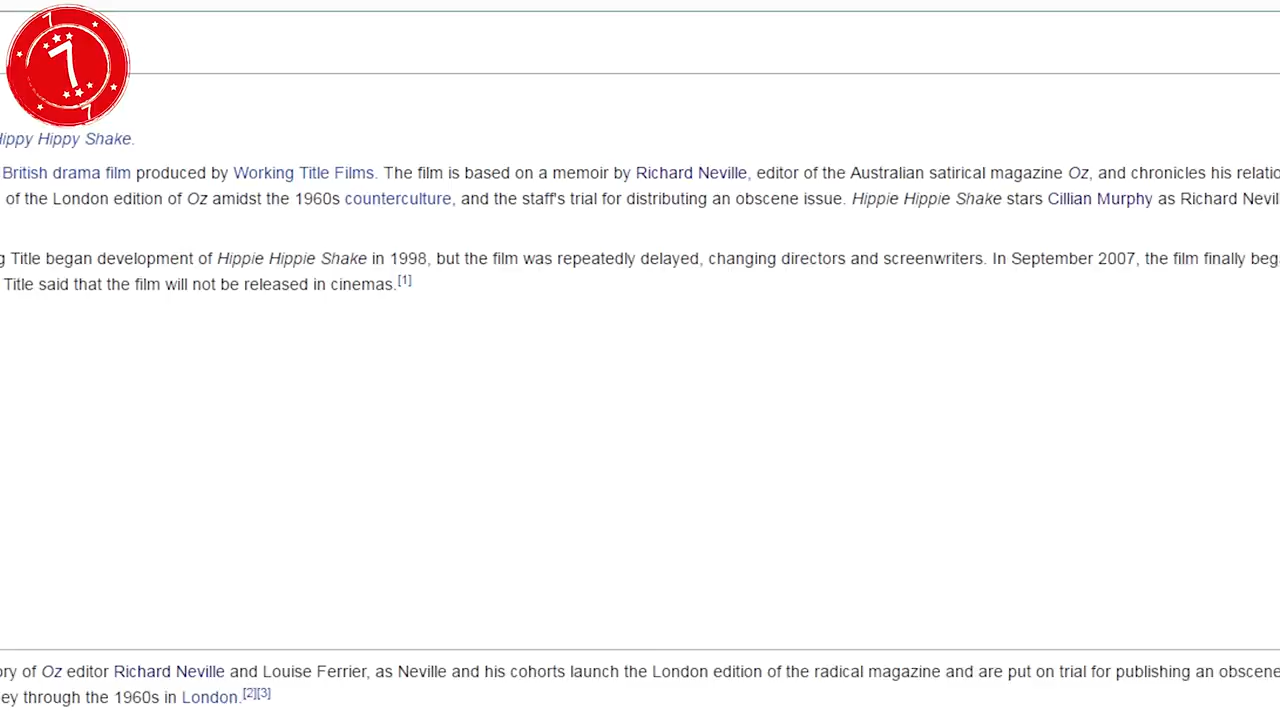 7
7
7
Hippy Hippy Shake.
British drama film produced by Working Title Films. The film is based on a memoir by Richard Neville, editor of the Australian satirical magazine Oz, and chronicles his
of the London edition of Oz amidst the 1960s counterculture, and the staff's trial for distributing an obscene issue. Hippie Hippie Shake stars Cillian Murphy as Richard
Title began development of Hippie Hippie Shake in 1998, but the film was repeatedly delayed, changing directors and screenwriters. In September 2007, the film finally
Title said that the film will not be released in cinemas.[1]
of Oz editor Richard Neville and Louise Ferrier, as Neville and his cohorts launch the London edition of the radical magazine and are put on trial for publishing an obscene
through the 1960s in London.[2][3]